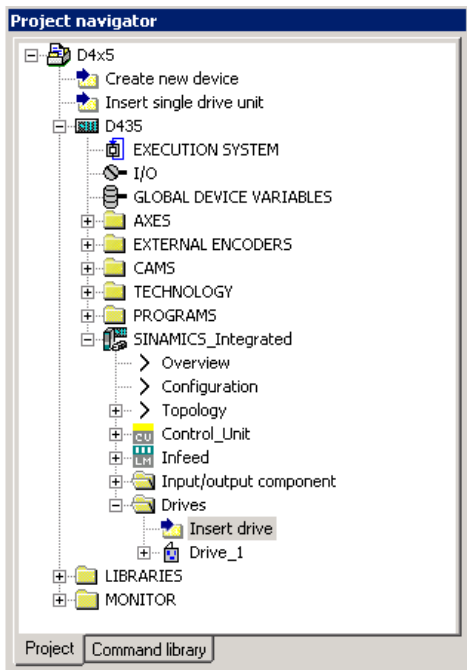 Project navigator
D4x5
Create new device
Insert single drive unit
D435
EXECUTION SYSTEM
I/O
GLOBAL DEVICE VARIABLES
AXES
EXTERNAL ENCODERS
CAMS
TECHNOLOGY
PROGRAMS
SINAMICS_Integrated
Overview
Configuration
Topology
CU Control_Unit
LM Infeed
Input/output component
Drives
Insert drive
Drive_1
LIBRARIES
MONITOR
Project Command library